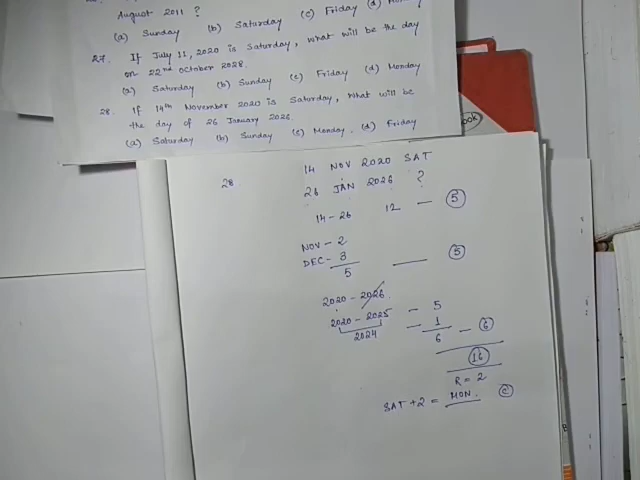 August 2011 ?
(a) Sunday (b) Saturday (c) Friday (d)
27. If July 11, 2020 is Saturday, what will be the day
on 22nd October 2028.
(a) Saturday (b) Sunday (c) Friday (d) Monday
28. If 14th November 2020 is Saturday, What will be
the day of 26 January 2026.
(a) Saturday (b) Sunday (c) Monday. (d) Friday
ook
28 14 NOV 2020 SAT
26 JAN 2026 ?
14 - 26 12 — 5
NOV - 2
DEC - 3
5 — 5
2020 - 2026.
2020 - 2025 - 5
2024 - 1
6 - 6
16
R = 2
SAT + 2 = MON. C